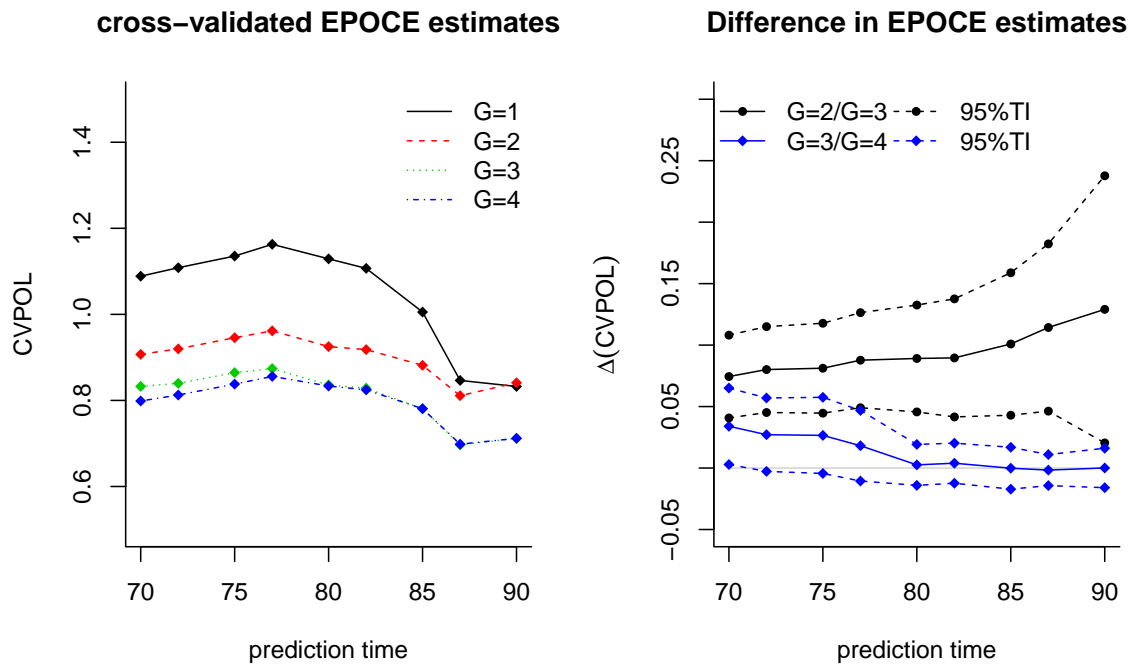 cross−validated EPOCE estimates
CVPOL
1.4
1.2
1.0
0.8
0.6
G=1
G=2
G=3
G=4
70 75 80 85 90
prediction time
Difference in EPOCE estimates
Δ(CVPOL)
0.25
0.15
0.05
−0.05
G=2/G=3 95%TI
G=3/G=4 95%TI
70 75 80 85 90
prediction time